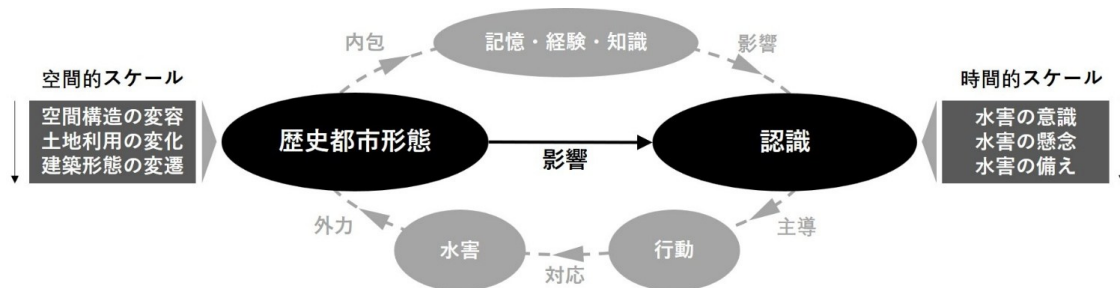 内包
記憶・経験・知識
影響
空間的スケール
空間構造の変容
土地利用の変化
建築形態の変遷
歴史都市形態
影響
認識
時間的スケール
水害の意識
水害の懸念
水害の備え
外力
水害
対応
行動
主導